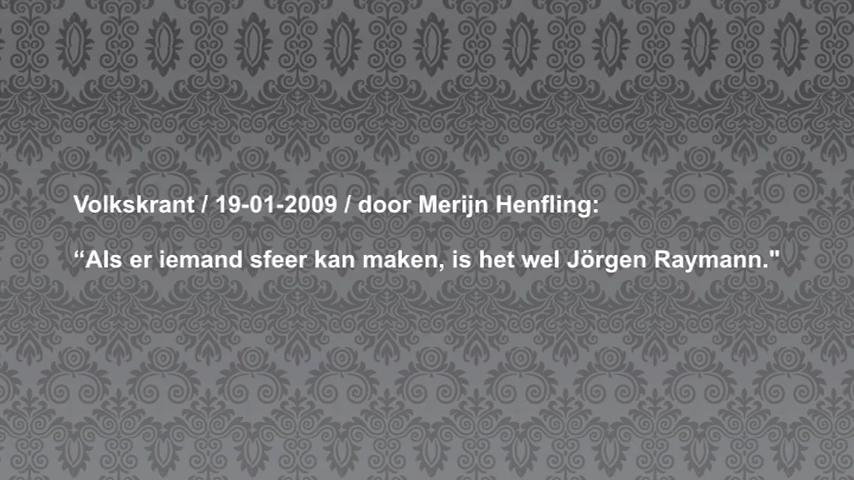 Volkskrant / 19-01-2009 / door Merijn Henfling:
“Als er iemand sfeer kan maken, is het wel Jörgen Raymann."